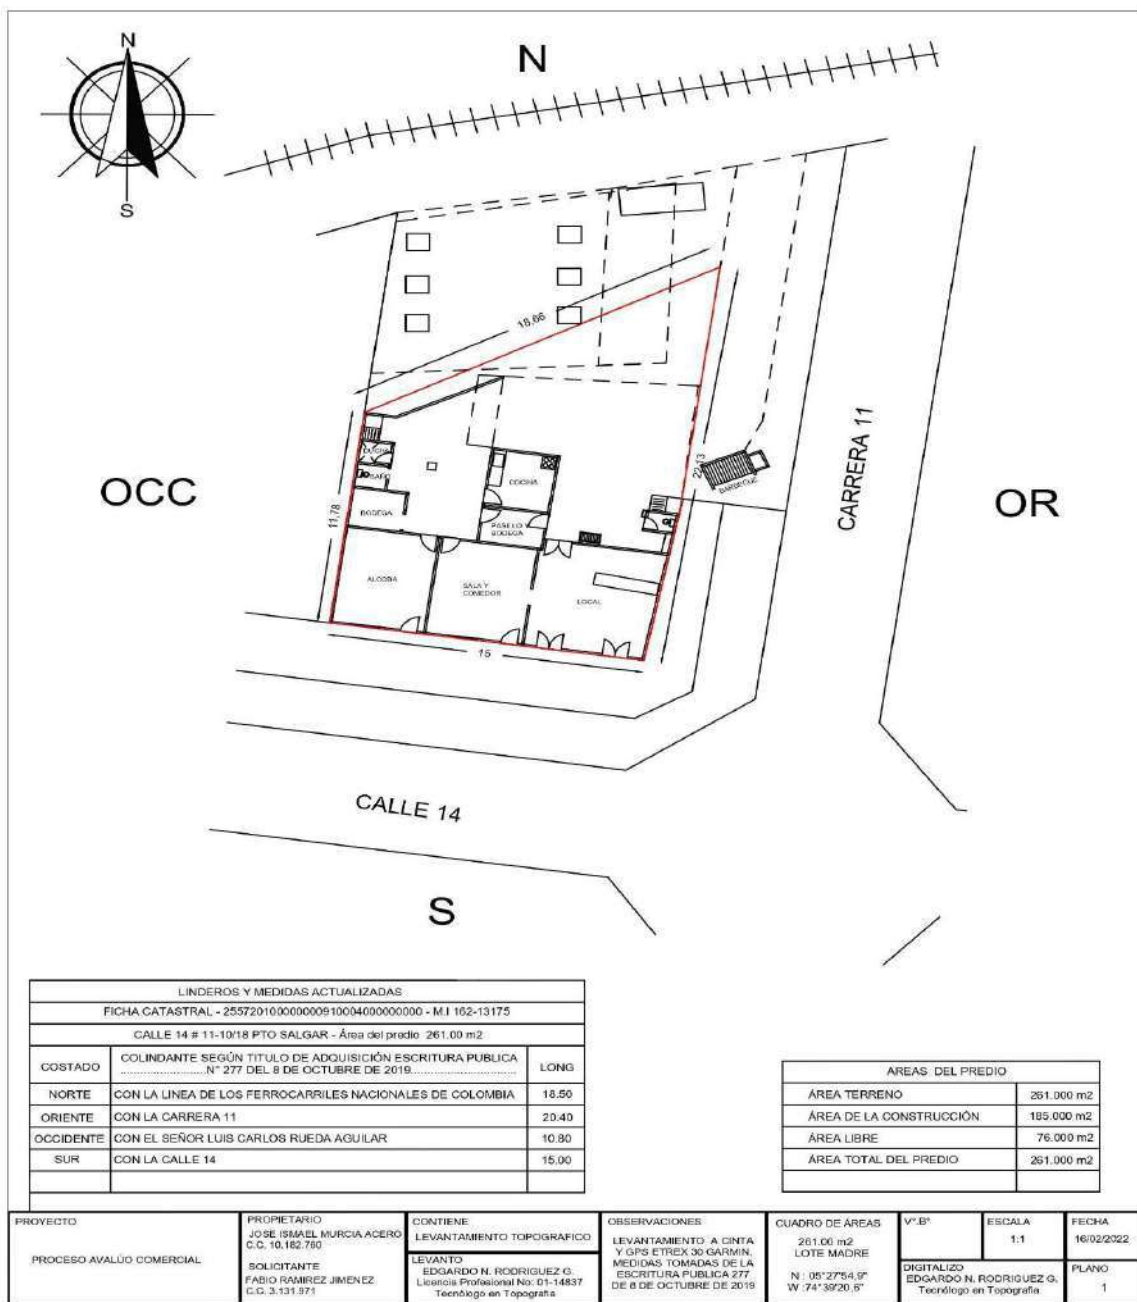 N
N
S
18,66
OCC
OR
CARRERA 11
22,13
11,78
DUCHA
BAÑO
BODEGA
COCINA
PASILLO Y
BODEGA
BARBECUE
ALCOBA
SALA Y
COMEDOR
LOCAL
15
CALLE 14
S
LINDEROS Y MEDIDAS ACTUALIZADAS
FICHA CATASTRAL - - M.I 162-13175
CALLE 14 # 11-10/18 PTO SALGAR - Área del predio 261.00 m2
COSTADO
COLINDANTE SEGÚN TITULO DE ADQUISICIÓN ESCRITURA PUBLICA
N° 277 DEL 8 DE OCTUBRE DE 2019
LONG
NORTE CON LA LINEA DE LOS FERROCARRILES NACIONALES DE COLOMBIA 18.50
ORIENTE CON LA CARRERA 11 20.40
OCCIDENTE CON EL SEÑOR LUIS CARLOS RUEDA AGUILAR 10.80
SUR CON LA CALLE 14 15.00
AREAS DEL PREDIO
ÁREA TERRENO 261.000 m2
ÁREA DE LA CONSTRUCCIÓN 185.000 m2
ÁREA LIBRE 76.000 m2
ÁREA TOTAL DEL PREDIO 261.000 m2
PROYECTO
PROCESO AVALÚO COMERCIAL
PROPIETARIO
JOSE ISMAEL MURCIA ACERO
C.C. 10.182.760
SOLICITANTE
FABIO RAMIREZ JIMENEZ
C.C. 3.131.971
CONTIENE
LEVANTAMIENTO TOPOGRAFICO
LEVANTO
EDGARDO N. RODRIGUEZ G.
Licencia Profesional No: 01-14837
Tecnólogo en Topografía
OBSERVACIONES
LEVANTAMIENTO A CINTA
Y GPS ETREX 30 GARMIN,
MEDIDAS TOMADAS DE LA
ESCRITURA PUBLICA 277
DE 8 DE OCTUBRE DE 2019
CUADRO DE ÁREAS
261.00 m2
LOTE MADRE
N : 05°27'54,9"
W :74°39'20,6"
V°.B°
ESCALA
1:1
FECHA
16/02/2022
DIGITALIZO
EDGARDO N. RODRIGUEZ G.
Tecnólogo en Topografía
PLANO
1